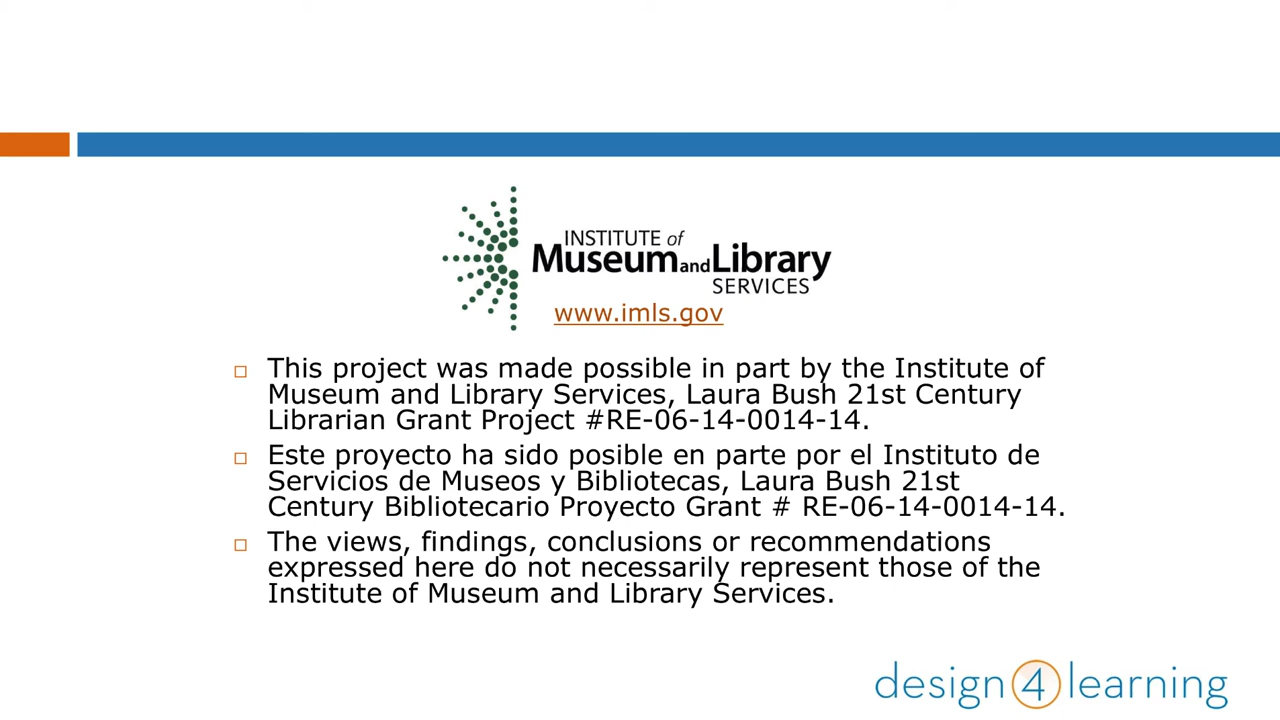 INSTITUTE of
Museum and Library
SERVICES
www.imls.gov
This project was made possible in part by the Institute of
Museum and Library Services, Laura Bush 21st Century
Librarian Grant Project #RE-06-14-0014-14.
Este proyecto ha sido posible en parte por el Instituto de
Servicios de Museos y Bibliotecas, Laura Bush 21st
Century Bibliotecario Proyecto Grant # RE-06-14-0014-14.
The views, findings, conclusions or recommendations
expressed here do not necessarily represent those of the
Institute of Museum and Library Services.
design 4 learning